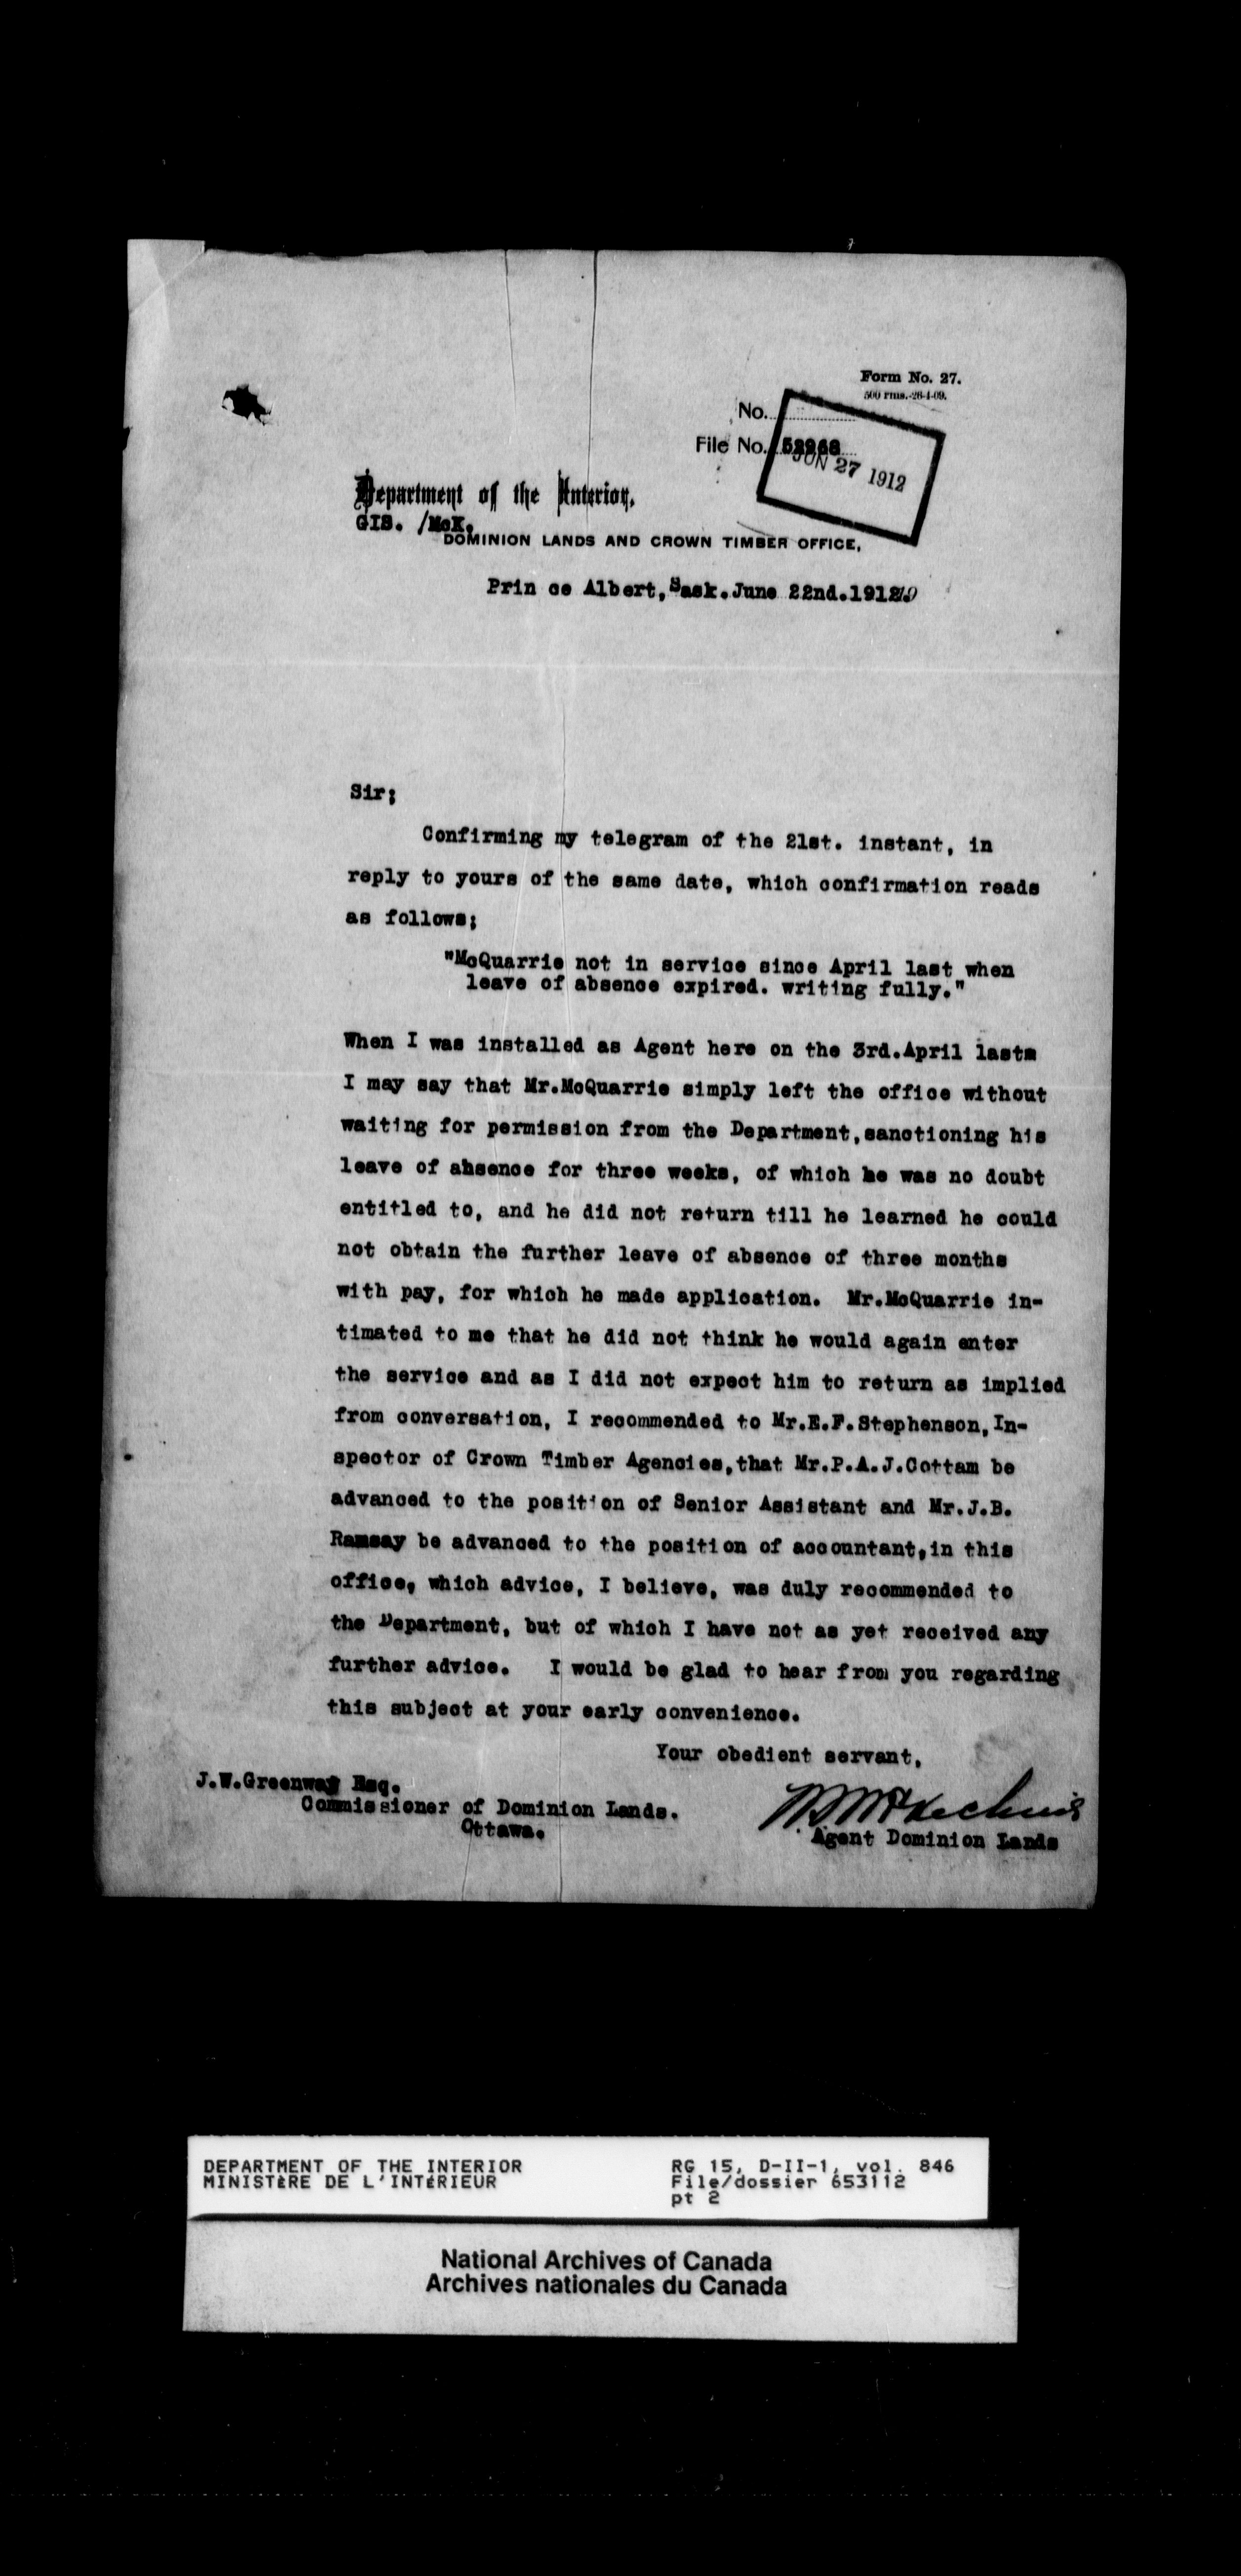 Form No. 27.
500 rms.-26-4-09.
No.
File No. 52968
JUN 27 1912
Department of the Interior,
GIS. /McK.
DOMINION LANDS AND CROWN TIMBER OFFICE,
Prin ce Albert, Sask. June 22nd. 1912.
Sir;
Confirming my telegram of the 21st. instant, in
reply to yours of the same date, which confirmation reads
as follows;
"McQuarrie not in service since April last when
leave of absence expired. writing fully."
When I was installed as Agent here on the 3rd.April last
I may say that Mr.McQuarrie simply left the office without
waiting for permission from the Department,sanctioning his
leave of absence for three weeks, of which he was no doubt
entitled to, and he did not return till he learned he could
not obtain the further leave of absence of three months
with pay, for which he made application. Mr.McQuarrie in-
timated to me that he did not think he would again enter
the service and as I did not expect him to return as implied
from conversation, I recommended to Mr.E.F.Stephenson,In-
spector of Crown Timber Agencies,that Mr.P.A.J.Cottam be
advanced to the position of Senior Assistant and Mr.J.B.
Ramsay be advanced to the position of accountant,in this
office, which advice, I believe, was duly recommended to
the Department, but of which I have not as yet received any
further advice. I would be glad to hear from you regarding
this subject at your early convenience.
Your obedient servant,
J.W.Greenway Esq.
Commissioner of Dominion Lands.
Ottawa.
Agent Dominion Lands
DEPARTMENT OF THE INTERIOR
MINISTÈRE DE L'INTÉRIEUR
RG 15, D-II-1, vol. 846
File/dossier 653112
pt 2
National Archives of Canada
Archives nationales du Canada